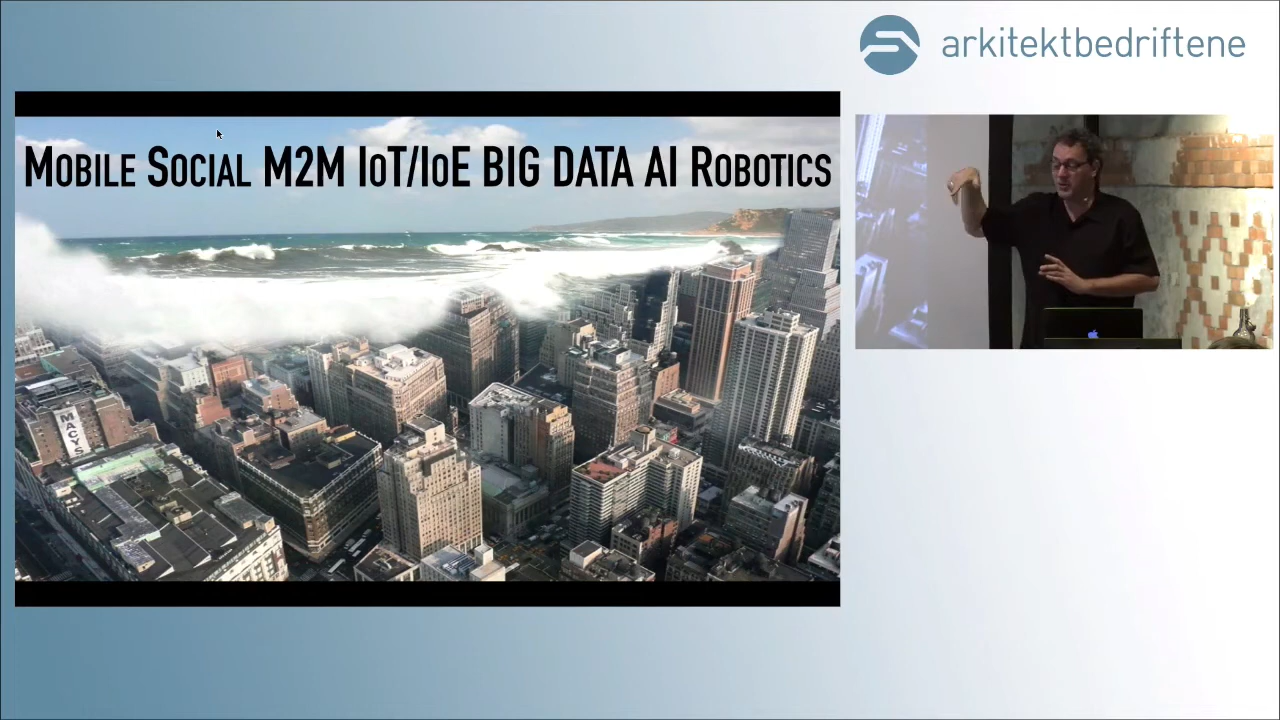 arkitektbedriftene
MOBILE SOCIAL M2M IOT/IOE BIG DATA AI ROBOTICS
MACY'S